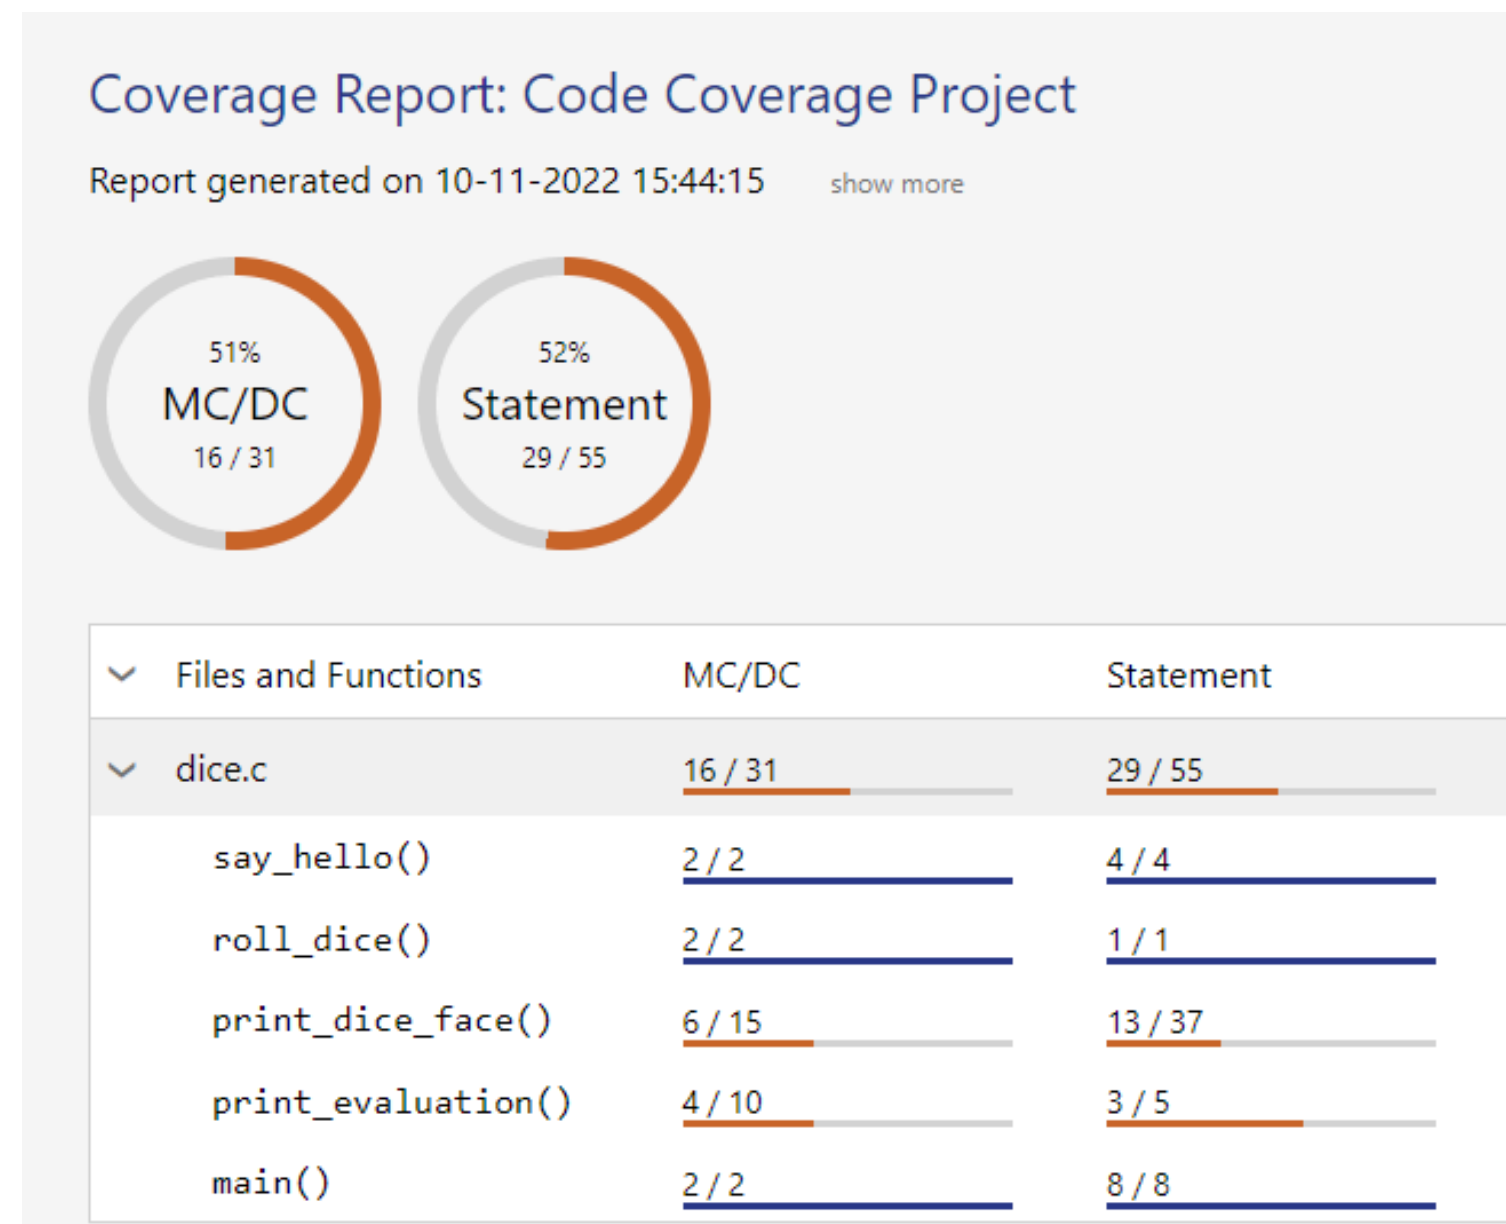 Coverage Report: Code Coverage Project
Report generated on 10-11-2022 15:44:15 show more
51%
MC/DC
16 / 31
52%
Statement
29 / 55
Files and Functions MC/DC Statement
dice.c 16 / 31 29 / 55
say_hello() 2 / 2 4 / 4
roll_dice() 2 / 2 1 / 1
print_dice_face() 6 / 15 13 / 37
print_evaluation() 4 / 10 3 / 5
main() 2 / 2 8 / 8